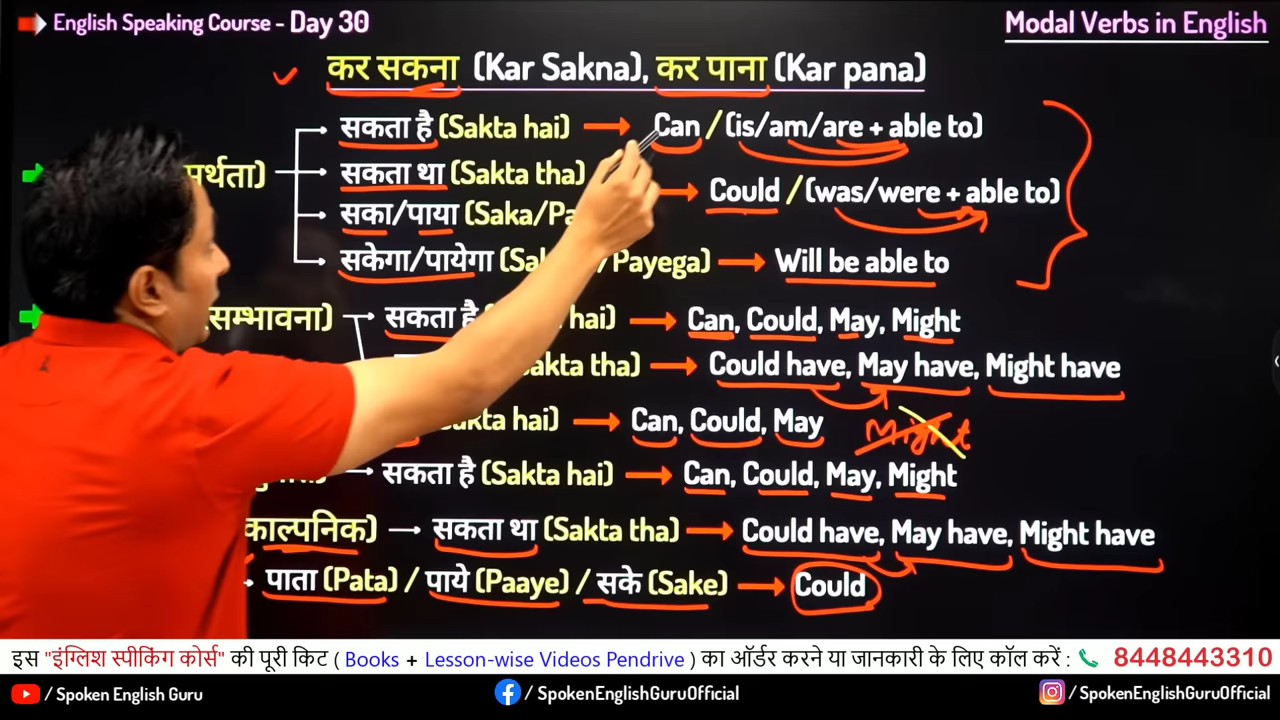 English Speaking Course - Day 30
Modal Verbs in English
कर सकना (Kar Sakna), कर पाना (Kar pana)
सकता है (Sakta hai) → Can / (is/am/are + able to)
र्थता)
सकता था (Sakta tha)
सका/पाया (Saka/Pa → Could / (was/were + able to)
सकेगा/पायेगा (Sa /Payega) → Will be able to
(सम्भावना) सकता है hai) → Can, Could, May, Might
akta tha) → Could have, May have, Might have
akta hai) → Can, Could, May Might
→ सकता है (Sakta hai) → Can, Could, May, Might
काल्पनिक) → सकता था (Sakta tha) → Could have, May have, Might have
पाता (Pata) / पाये (Paaye) / सके (Sake) → Could
इस "इंग्लिश स्पीकिंग कोर्स" की पूरी किट ( Books + Lesson-wise Videos Pendrive ) का ऑर्डर करने या जानकारी के लिए कॉल करें : 8448443310
/ Spoken English Guru
/ SpokenEnglishGuruOfficial
/ SpokenEnglishGuruOfficial